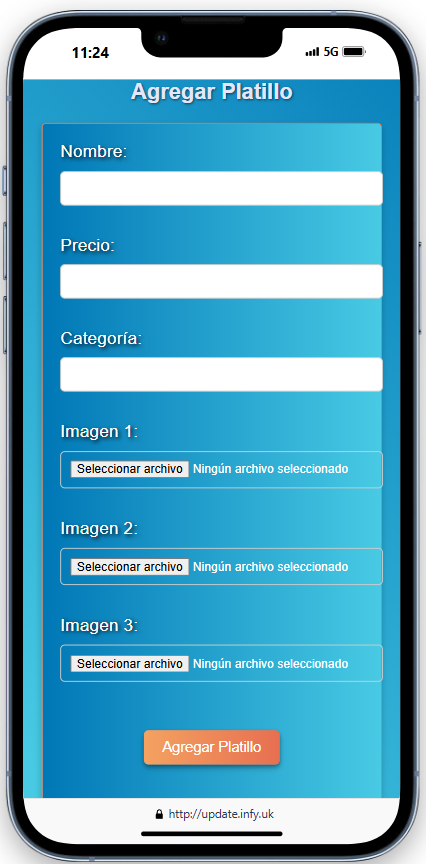 11:24
5G
Agregar Platillo
Nombre:
Precio:
Categoría:
Imagen 1:
Seleccionar archivo Ningún archivo seleccionado
Imagen 2:
Seleccionar archivo Ningún archivo seleccionado
Imagen 3:
Seleccionar archivo Ningún archivo seleccionado
Agregar Platillo
http://update.infy.uk